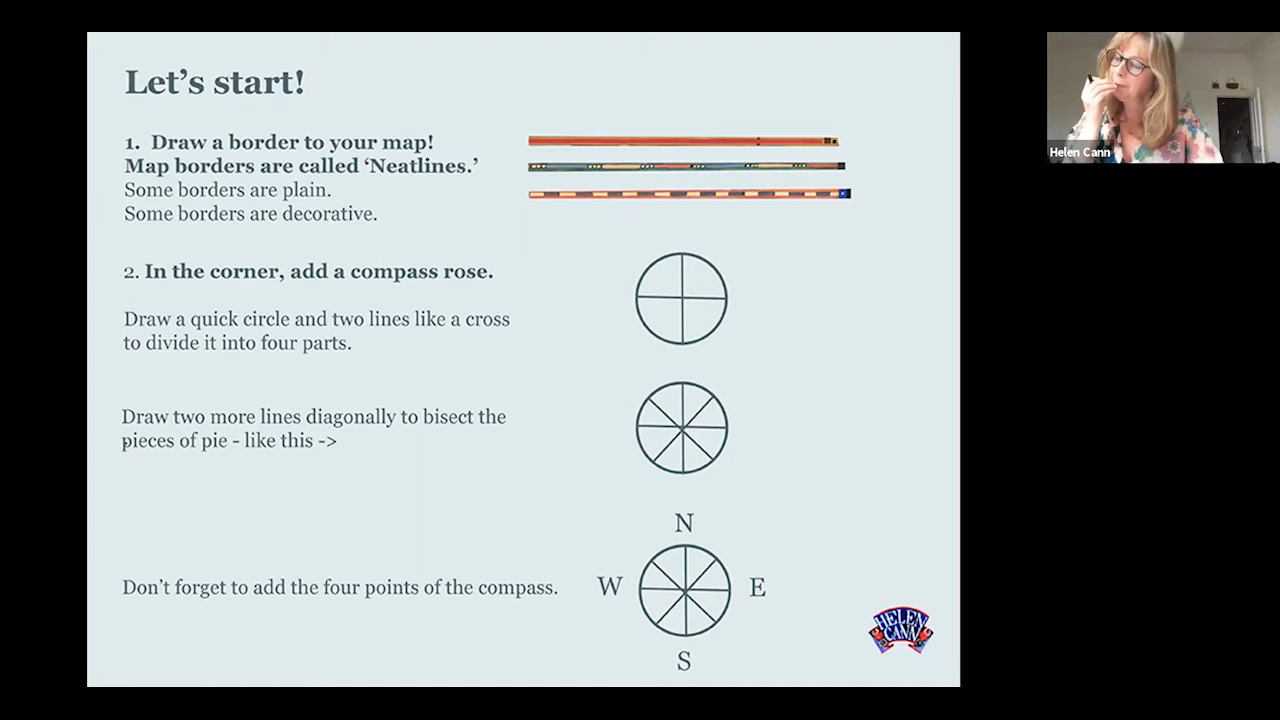 Let's start!
1. Draw a border to your map!
Map borders are called ‘Neatlines.’
Some borders are plain.
Some borders are decorative.
2. In the corner, add a compass rose.
Draw a quick circle and two lines like a cross
to divide it into four parts.
Draw two more lines diagonally to bisect the
pieces of pie - like this ->
Don't forget to add the four points of the compass.
N
W
E
S
HELEN
CANN
Helen Cann